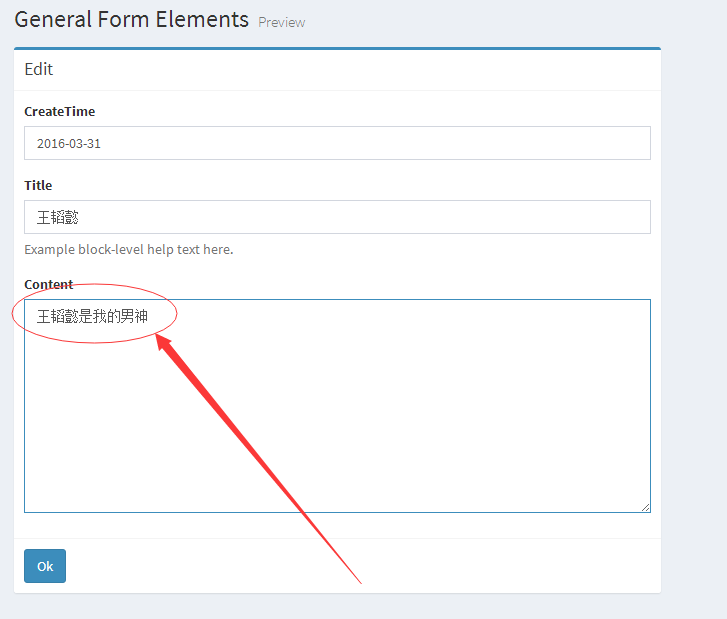 General Form Elements Preview
Edit
CreateTime
2016-03-31
Title
王韬懿
Example block-level help text here.
Content
王韬懿是我的男神
Ok